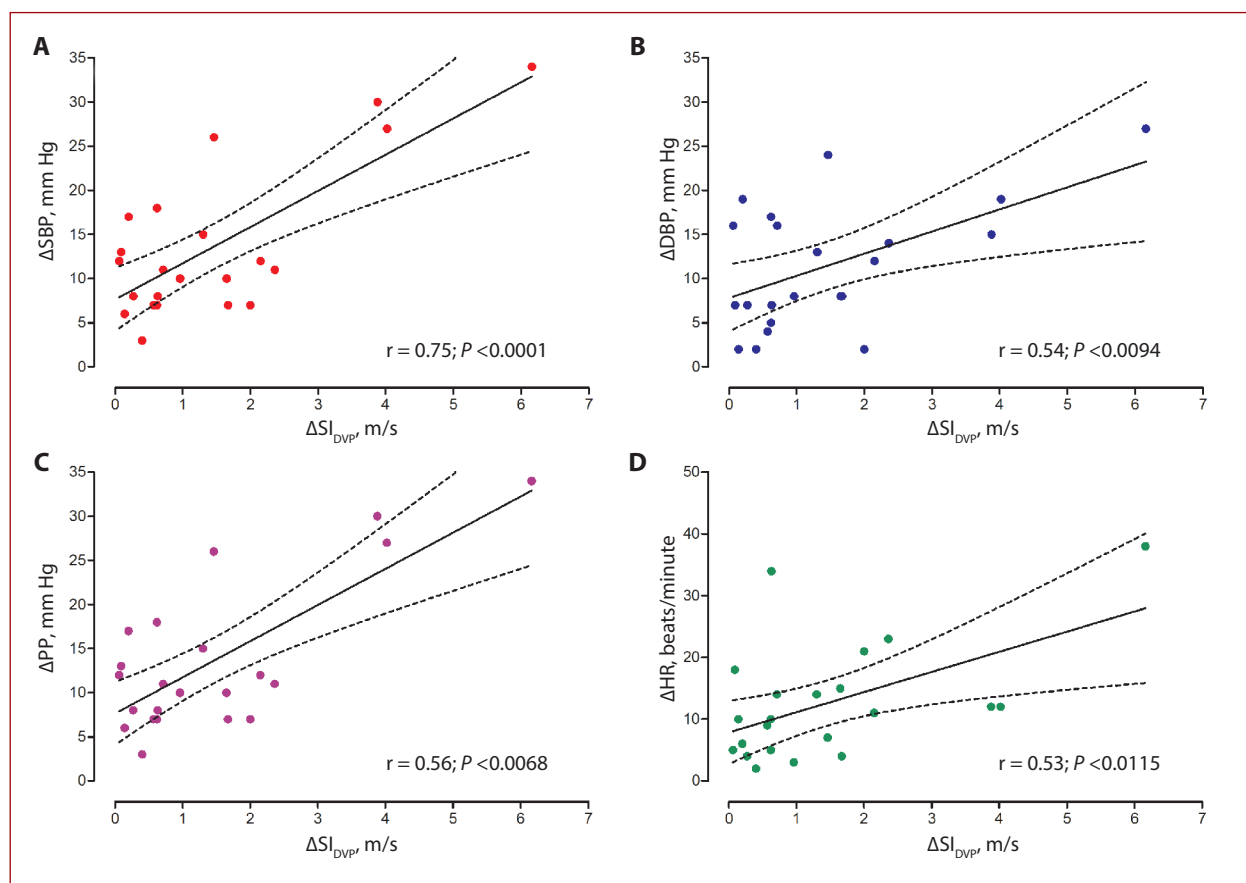 A
ΔSBP, mm Hg
35
30
25
20
15
10
5
0
r = 0.75; P <0.0001
0 1 2 3 4 5 6 7
ΔSI_DVP, m/s
B
ΔDBP, mm Hg
35
30
25
20
15
10
5
0
r = 0.54; P <0.0094
0 1 2 3 4 5 6 7
ΔSI_DVP, m/s
C
ΔPP, mm Hg
35
30
25
20
15
10
5
0
r = 0.56; P <0.0068
0 1 2 3 4 5 6 7
ΔSI_DVP, m/s
D
ΔHR, beats/minute
50
40
30
20
10
0
r = 0.53; P <0.0115
0 1 2 3 4 5 6 7
ΔSI_DVP, m/s